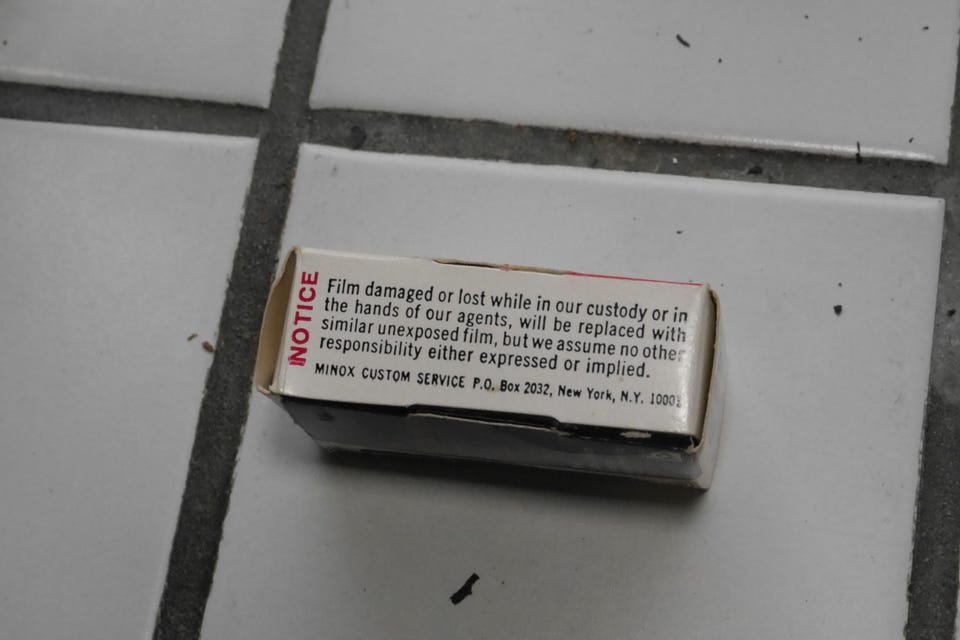 NOTICE
Film damaged or lost while in our custody or in
the hands of our agents, will be replaced with
similar unexposed film, but we assume no other
responsibility either expressed or implied.
MINOX CUSTOM SERVICE P.O. Box 2032, New York, N.Y.